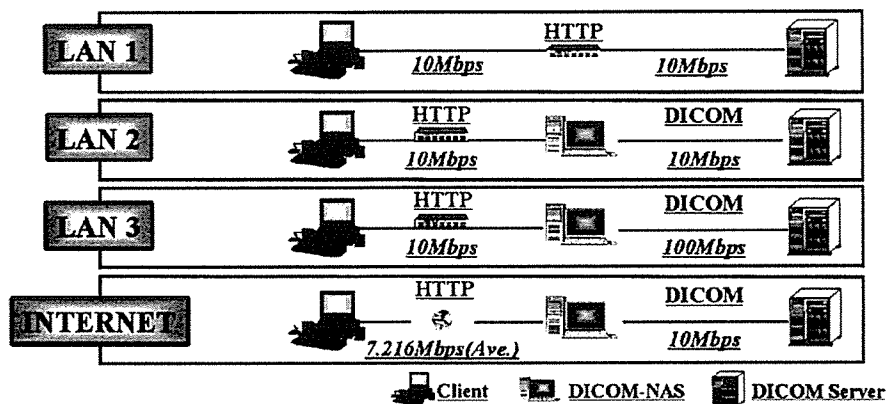 LAN 1
HTTP
10Mbps 10Mbps
LAN 2
HTTP DICOM
10Mbps 10Mbps
LAN 3
HTTP DICOM
10Mbps 100Mbps
INTERNET
HTTP DICOM
7.216Mbps(Ave.) 10Mbps
Client DICOM-NAS DICOM Server